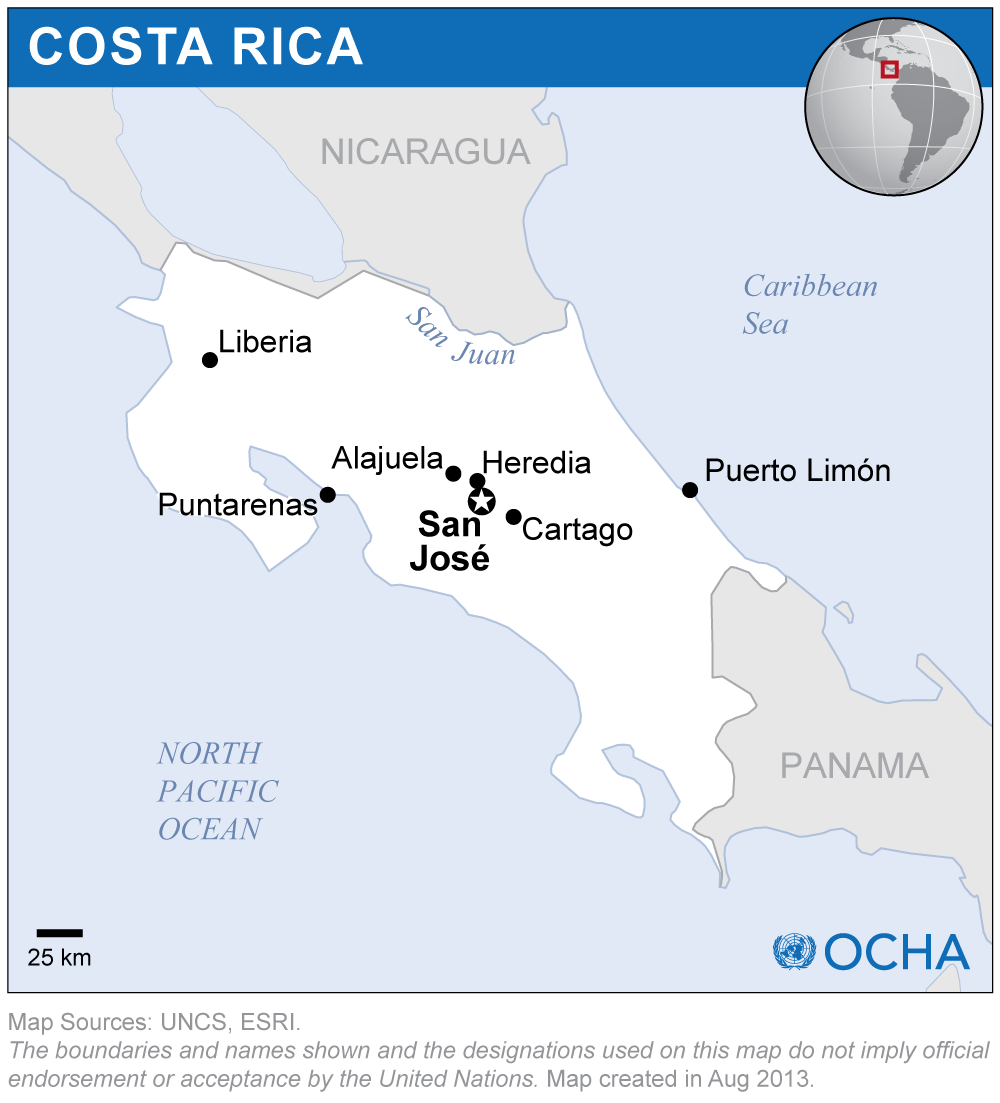 COSTA RICA
NICARAGUA
Caribbean
Sea
San Juan
Liberia
Alajuela
Heredia
Puerto Limón
Puntarenas
San
José
Cartago
NORTH
PACIFIC
OCEAN
PANAMA
25 km
OCHA
Map Sources: UNCS, ESRI.
The boundaries and names shown and the designations used on this map do not imply official
endorsement or acceptance by the United Nations. Map created in Aug 2013.